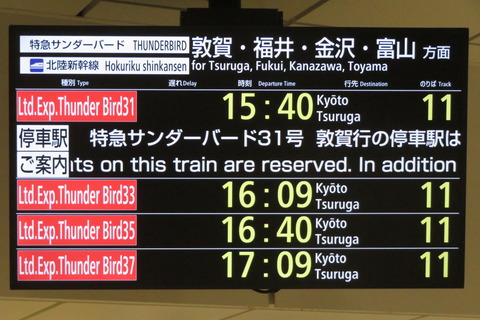 特急サンダーバード THUNDERBIRD 敦賀・福井・金沢・富山 方面
北陸新幹線 Hokuriku shinkansen for Tsuruga, Fukui, Kanazawa, Toyama
種別 Type 遅れ Delay 時刻 Departure Time 行先 Destination のりば Track
Ltd.Exp.Thunder Bird31 15:40 Kyōto Tsuruga 11
停車駅 特急サンダーバード31号 敦賀行の停車駅は
ご案内 ts on this train are reserved. In addition
Ltd.Exp.Thunder Bird33 16:09 Kyōto Tsuruga 11
Ltd.Exp.Thunder Bird35 16:40 Kyōto Tsuruga 11
Ltd.Exp.Thunder Bird37 17:09 Kyōto Tsuruga 11